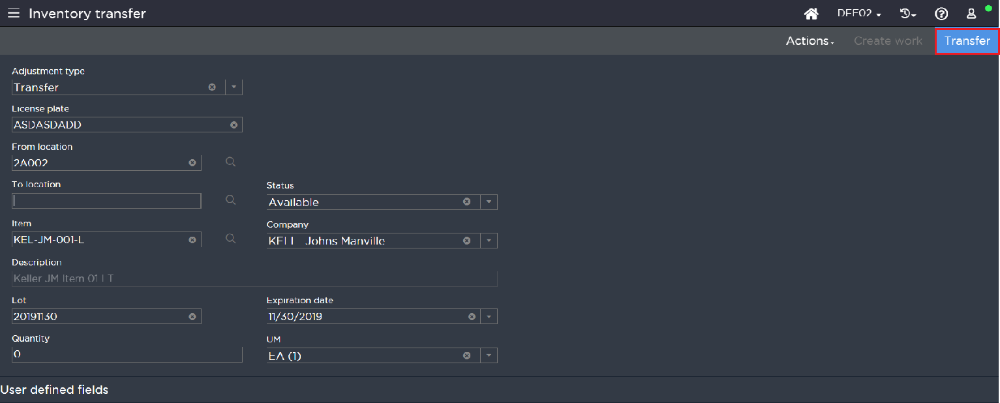 Inventory transfer
DFF02
Actions
Create work
Transfer
Adjustment type
Transfer
License plate
ASDASDADD
From location
2A002
To location
Status
Available
Item
KEL-JM-001-L
Company
Johns Manville
Description
Keller JM Item 01 LT
Lot
20191130
Expiration date
11/30/2019
Quantity
0
UM
EA (1)
User defined fields